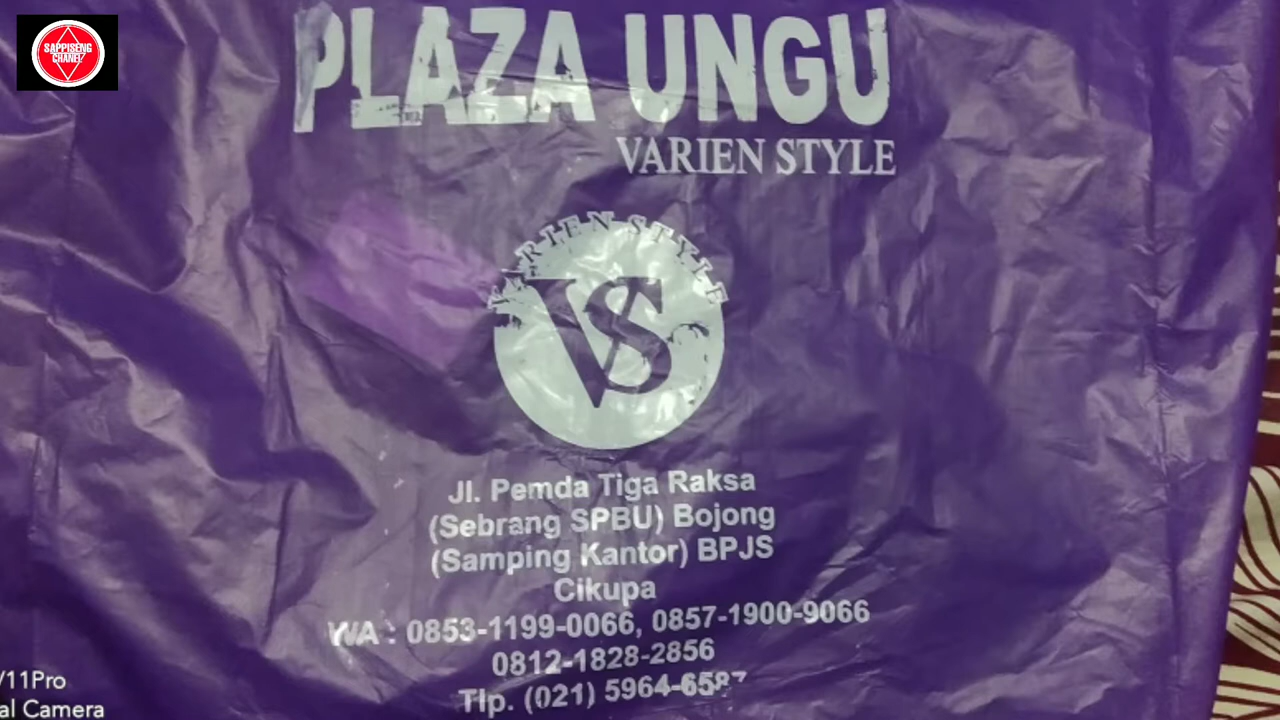 SAPPISENG
CHANEL
PLAZA UNGU
VARIEN STYLE
VARIEN STYLE
VS
Jl. Pemda Tiga Raksa
(Sebrang SPBU) Bojong
(Samping Kantor) BPJS
Cikupa
WA : 0853-1199-0066, 0857-1900-9066
0812-1828-2856
Tlp. (021) 5964-6587
/11Pro
al Camera